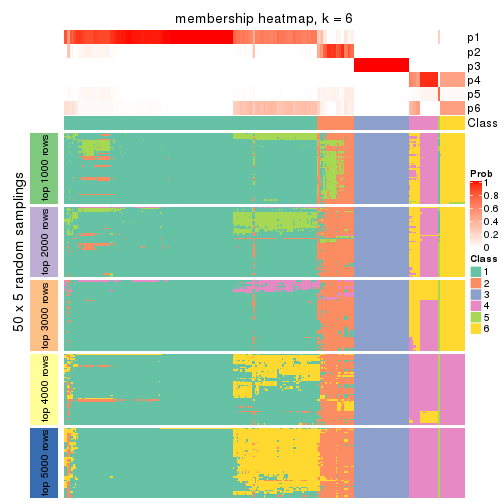 membership heatmap, k = 6
p1
p2
p3
p4
p5
p6
Class
50 x 5 random samplings
top 1000 rows
top 2000 rows
top 3000 rows
top 4000 rows
top 5000 rows
Prob
1
0.8
0.6
0.4
0.2
0
Class
1
2
3
4
5
6